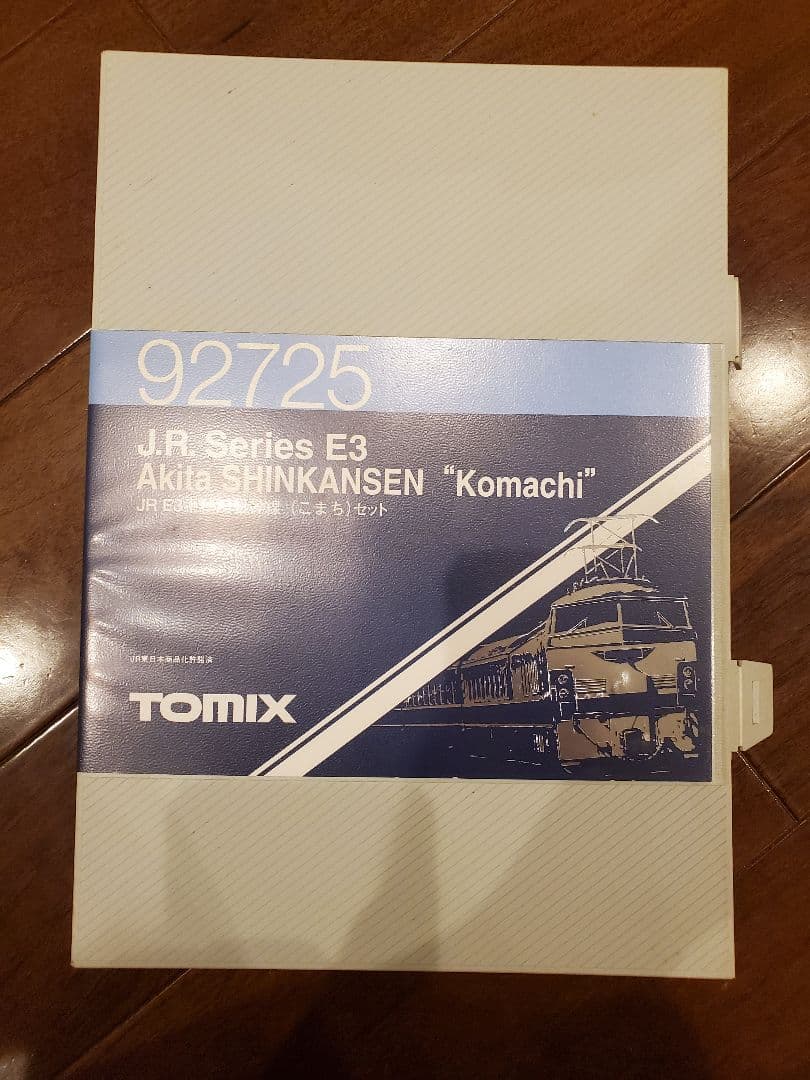 92725
J.R. Series E3
Akita SHINKANSEN “Komachi”
JR E3 (こまち)セット
JR東日本商品化許諾済
TOMIX